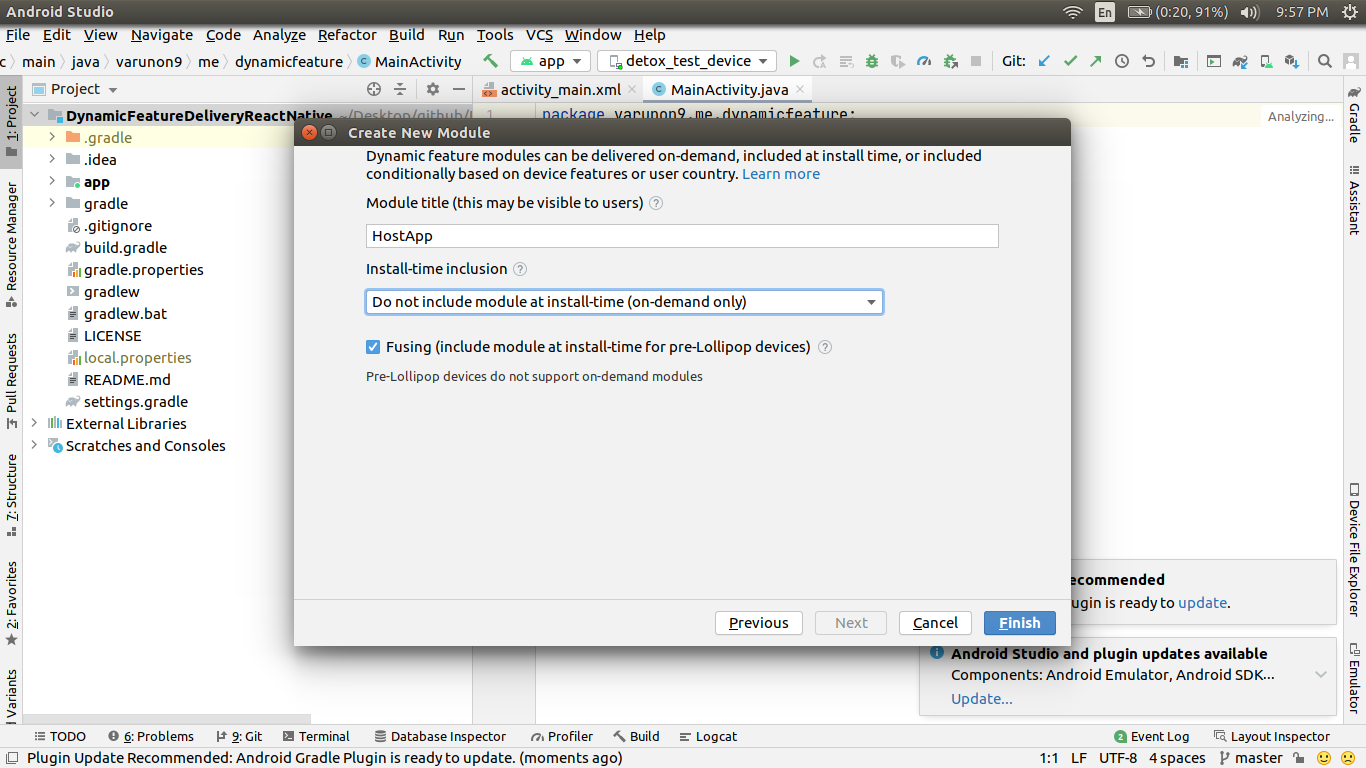 Android Studio
En
(0:20, 91%)
9:57 PM
File Edit View Navigate Code Analyze Refactor Build Run Tools VCS Window Help
c main java varunon9 me dynamicfeature MainActivity
app
detox_test_device
Git:
Project
activity_main.xml
MainActivity.java
1: Project
Resource Manager
Pull Requests
7: Structure
2: Favorites
Variants
DynamicFeatureDeliveryReactNative ~/Desktop/github/
.gradle
.idea
app
gradle
.gitignore
build.gradle
gradle.properties
gradlew
gradlew.bat
LICENSE
local.properties
README.md
settings.gradle
External Libraries
Scratches and Consoles
1
package varunon9.me.dynamicfeature;
Analyzing...
Create New Module
Dynamic feature modules can be delivered on-demand, included at install time, or included
conditionally based on device features or user country. Learn more
Module title (this may be visible to users) ?
HostApp
Install-time inclusion ?
Do not include module at install-time (on-demand only)
Fusing (include module at install-time for pre-Lollipop devices) ?
Pre-Lollipop devices do not support on-demand modules
Previous
Next
Cancel
Finish
ecommended
ugin is ready to update.
Android Studio and plugin updates available
Components: Android Emulator, Android SDK...
Update...
Gradle
Assistant
Device File Explorer
Emulator
TODO
6: Problems
9: Git
Terminal
Database Inspector
Profiler
Build
Logcat
2 Event Log
Layout Inspector
Plugin Update Recommended: Android Gradle Plugin is ready to update. (moments ago)
1:1 LF UTF-8 4 spaces master